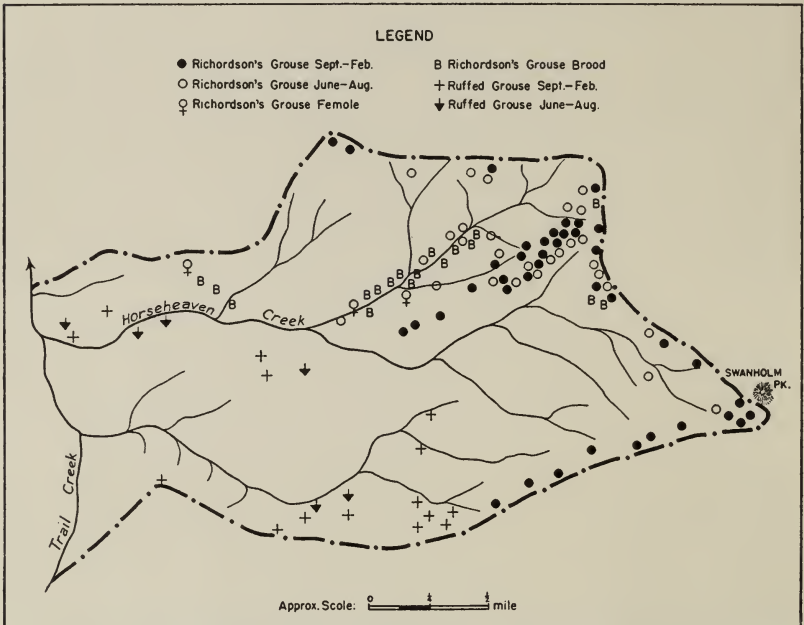 LEGEND
● Richardson's Grouse Sept.–Feb.
○ Richardson's Grouse June–Aug.
♀ Richardson's Grouse Femole
B Richardson's Grouse Brood
+ Ruffed Grouse Sept.–Feb.
Ruffed Grouse June–Aug.
B
B
B B
B
B B B
B B
B B
B
B
B
B
B
B
B B
B
B
B
Horseheaven Creek
SWANHOLM
PK.
Trail Creek
Approx. Scale: 0 ¼ ½ mile